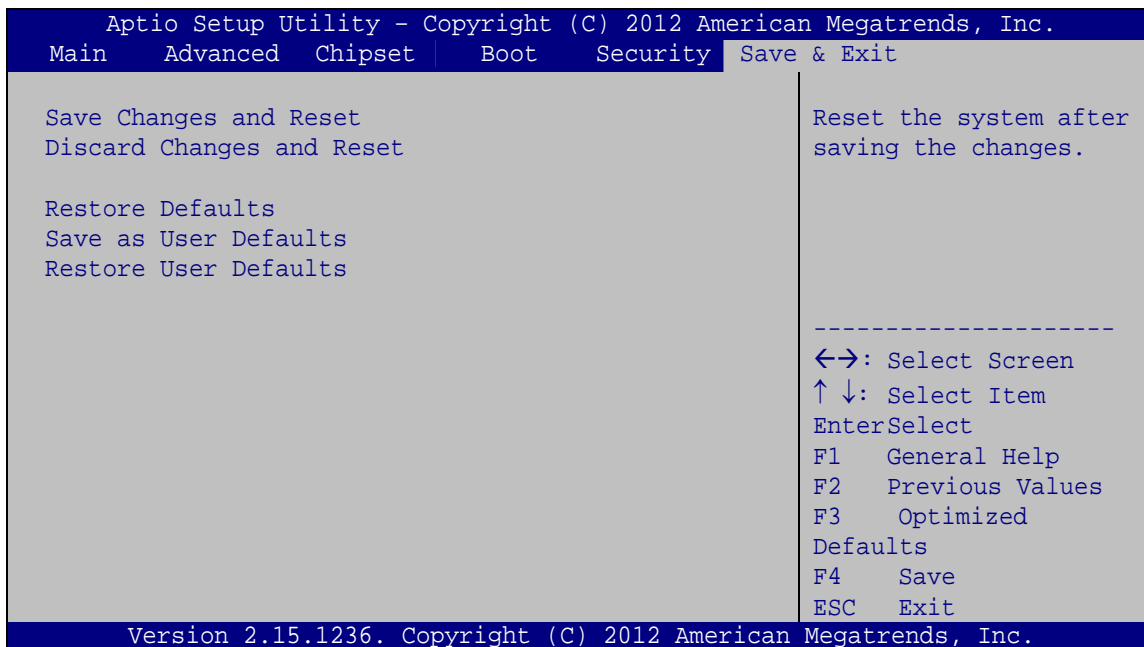 Aptio Setup Utility – Copyright (C) 2012 American Megatrends, Inc.
Main Advanced Chipset Boot Security Save & Exit
Save Changes and Reset
Discard Changes and Reset
Restore Defaults
Save as User Defaults
Restore User Defaults
Reset the system after
saving the changes.
---------------------
←→: Select Screen
↑ ↓: Select Item
EnterSelect
F1 General Help
F2 Previous Values
F3 Optimized
Defaults
F4 Save
ESC Exit
Version 2.15.1236. Copyright (C) 2012 American Megatrends, Inc.